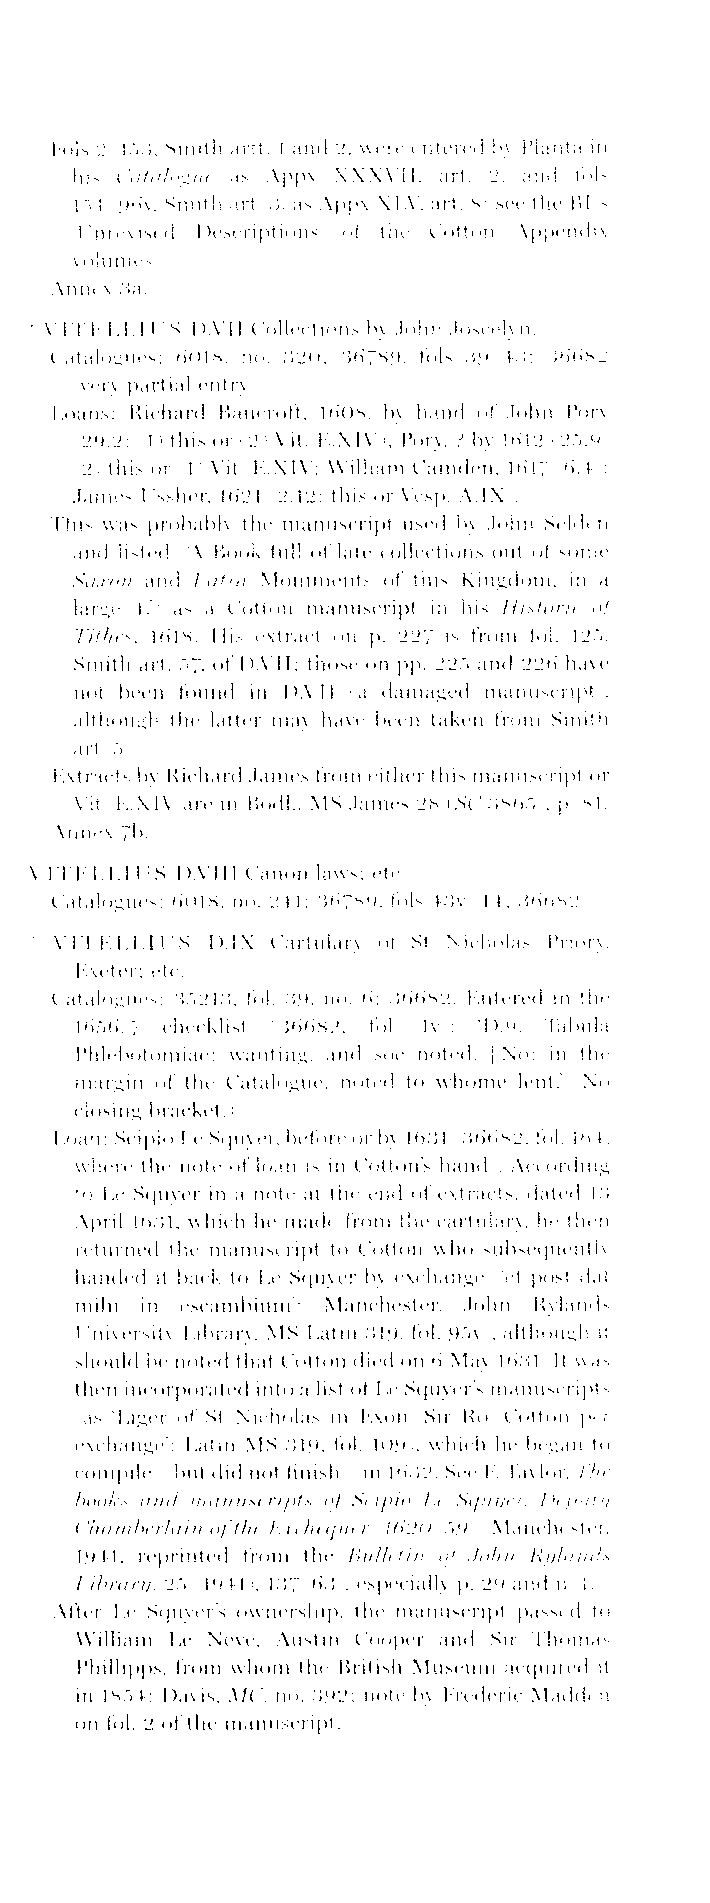 Fols 2–153, Smith artt. 1 and 2, were entered by Planta in
his Catalogue as Appx XXXVII, art. 2, and fols
154–96v, Smith art. 3, as Appx XLV, art. 8: see the BL's
'Unrevised Descriptions' of the Cotton Appendix
volumes.
Annex 3a.
VITELLIUS D.VII Collections by John Joscelyn.
Catalogues: 6018, no. 320; 36789, fols 39–43; 36682
(very partial entry).
Loans: Richard Bancroft, 1608, by hand of John Pory
(29.2: (1) this or (2) Vit. E.XIV); Pory, ? by 1612 (25.9
(2) this or (1) Vit. E.XIV; William Camden, 1617 (6.4);
James Ussher, 1621 (2.12: this or Vesp. A.IX).
This was probably the manuscript used by John Selden
and listed ('A Book full of late collections out of some
Saxon and Latin Moniments of this Kingdom, in a
large 4.°') as a Cotton manuscript in his Historie of
Tithes, 1618. His extract on p. 227 is from fol. 125,
Smith art. 57, of D.VII; those on pp. 225 and 226 have
not been found in D.VII (a damaged manuscript),
although the latter may have been taken from Smith
art. 5.
Extracts by Richard James from either this manuscript or
Vit. E.XIV are in Bodl., MS James 28 (SC 3865), p. 81.
Annex 7b.
VITELLIUS D.VIII Canon laws; etc.
Catalogues: 6018, no. 241; 36789, fols 43v–44; 36682.
VITELLIUS D.IX Cartulary of St Nicholas Priory,
Exeter; etc.
Catalogues: 35213, fol. 39, no. 6; 36682. Entered in the
1656/7 checklist (36682, fol. 1v): 'D.9. Tabula
Phlebotomiae: wanting, and soe noted. [No: in the
margin of the Catalogue, noted to whome lent.' (No
closing bracket.)
Loan: Scipio Le Squyer, before or by 1631 (36682, fol. 164,
where the note of loan is in Cotton's hand). According
to Le Squyer in a note at the end of extracts, dated 13
April 1631, which he made from the cartulary, he then
returned the manuscript to Cotton who subsequently
handed it back to Le Squyer by exchange ('et post dat
mihi in escambium': Manchester, John Rylands
University Library, MS Latin 319, fol. 95v), although it
should be noted that Cotton died on 6 May 1631. It was
then incorporated into a list of Le Squyer's manuscripts
(as 'Liger of St Nicholas in Exon. Sir Ro. Cotton per
exchange': Latin MS 319, fol. 109), which he began to
compile – but did not finish – in 1632. See F. Taylor, The
books and manuscripts of Scipio Le Squyer, Deputy
Chamberlain of the Exchequer (1620–59) (Manchester,
1941, reprinted from the Bulletin of John Rylands
Library, 25 (1941), 137–64), especially p. 29 and n. 1.
After Le Squyer's ownership, the manuscript passed to
William Le Neve, Austin Cooper and Sir Thomas
Phillipps, from whom the British Museum acquired it
in 1854: Davis, MC, no. 392; note by Frederic Madden
on fol. 2 of the manuscript.